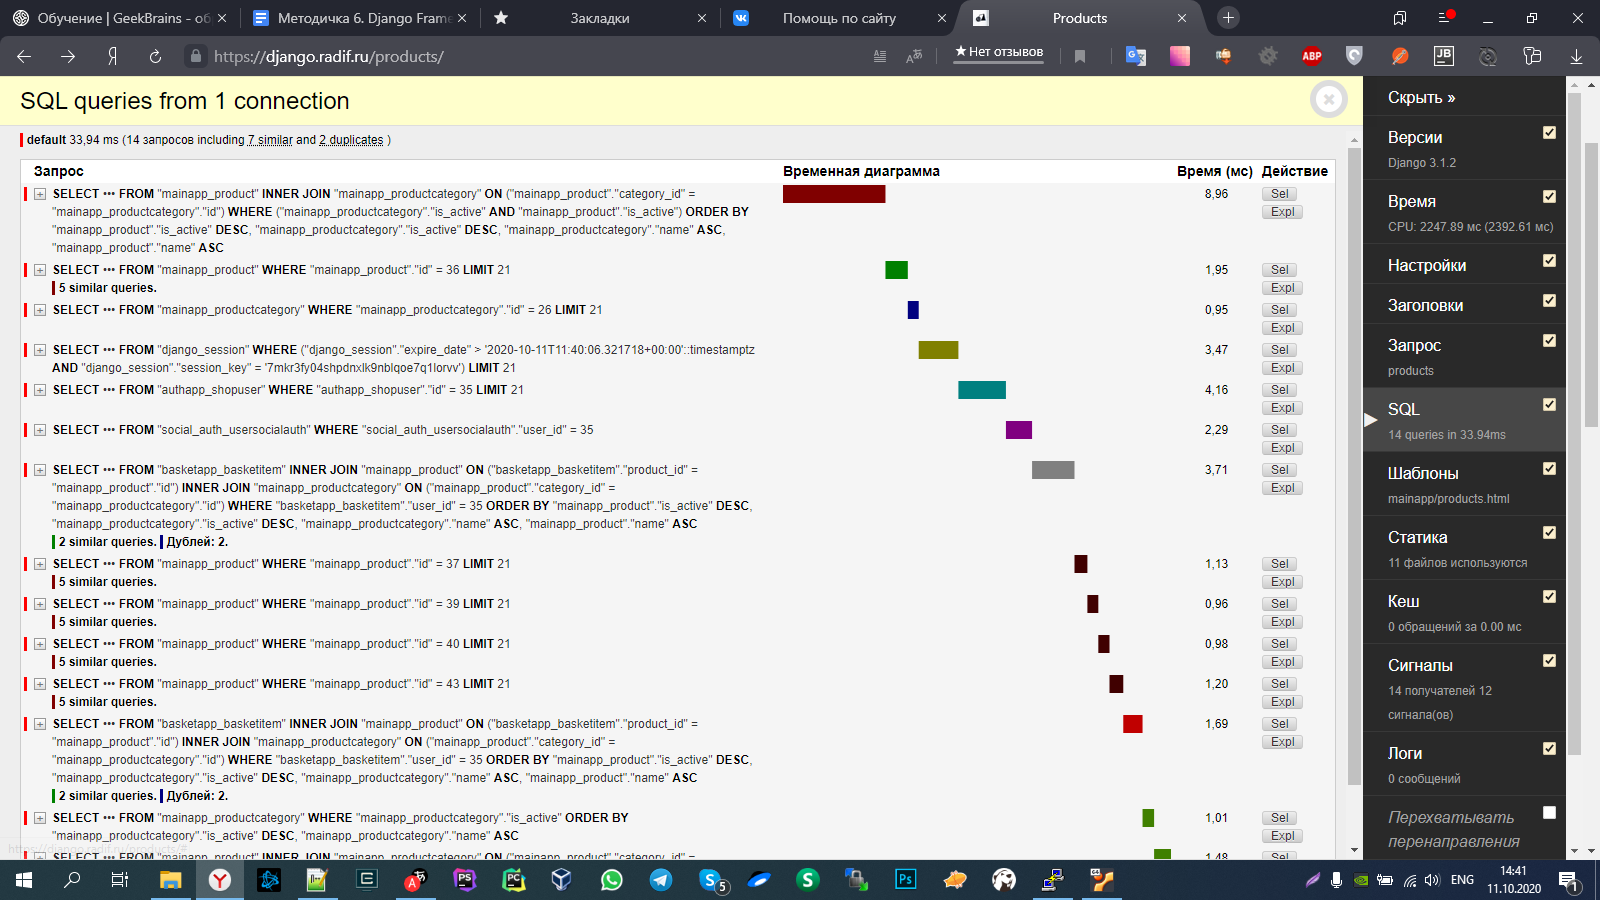 Обучение | GeekBrains - об
Методичка 6. Django Frame
Закладки
Помощь по сайту
Products
https://django.radif.ru/products/
★ Нет отзывов
SQL queries from 1 connection
default 33,94 ms (14 запросов including 7 similar and 2 duplicates )
Запрос Временная диаграмма Время (мс) Действие
SELECT ••• FROM "mainapp_product" INNER JOIN "mainapp_productcategory" ON ("mainapp_product"."category_id" = 8,96 Sel
"mainapp_productcategory"."id") WHERE ("mainapp_productcategory"."is_active" AND "mainapp_product"."is_active") ORDER BY Expl
"mainapp_product"."is_active" DESC, "mainapp_productcategory"."is_active" DESC, "mainapp_productcategory"."name" ASC,
"mainapp_product"."name" ASC
SELECT ••• FROM "mainapp_product" WHERE "mainapp_product"."id" = 36 LIMIT 21 1,95 Sel
5 similar queries. Expl
SELECT ••• FROM "mainapp_productcategory" WHERE "mainapp_productcategory"."id" = 26 LIMIT 21 0,95 Sel
Expl
SELECT ••• FROM "django_session" WHERE ("django_session"."expire_date" > '2020-10-11T11:40:06.321718+00:00'::timestamptz 3,47 Sel
AND "django_session"."session_key" = '7mkr3fy04shpdnxlk9nblqoe7q1lorvv') LIMIT 21 Expl
SELECT ••• FROM "authapp_shopuser" WHERE "authapp_shopuser"."id" = 35 LIMIT 21 4,16 Sel
Expl
SELECT ••• FROM "social_auth_usersocialauth" WHERE "social_auth_usersocialauth"."user_id" = 35 2,29 Sel
Expl
SELECT ••• FROM "basketapp_basketitem" INNER JOIN "mainapp_product" ON ("basketapp_basketitem"."product_id" = 3,71 Sel
"mainapp_product"."id") INNER JOIN "mainapp_productcategory" ON ("mainapp_product"."category_id" = Expl
"mainapp_productcategory"."id") WHERE "basketapp_basketitem"."user_id" = 35 ORDER BY "mainapp_product"."is_active" DESC,
"mainapp_productcategory"."is_active" DESC, "mainapp_productcategory"."name" ASC, "mainapp_product"."name" ASC
2 similar queries. Дублей: 2.
SELECT ••• FROM "mainapp_product" WHERE "mainapp_product"."id" = 37 LIMIT 21 1,13 Sel
5 similar queries. Expl
SELECT ••• FROM "mainapp_product" WHERE "mainapp_product"."id" = 39 LIMIT 21 0,96 Sel
5 similar queries. Expl
SELECT ••• FROM "mainapp_product" WHERE "mainapp_product"."id" = 40 LIMIT 21 0,98 Sel
5 similar queries. Expl
SELECT ••• FROM "mainapp_product" WHERE "mainapp_product"."id" = 43 LIMIT 21 1,20 Sel
5 similar queries. Expl
SELECT ••• FROM "basketapp_basketitem" INNER JOIN "mainapp_product" ON ("basketapp_basketitem"."product_id" = 1,69 Sel
"mainapp_product"."id") INNER JOIN "mainapp_productcategory" ON ("mainapp_product"."category_id" = Expl
"mainapp_productcategory"."id") WHERE "basketapp_basketitem"."user_id" = 35 ORDER BY "mainapp_product"."is_active" DESC,
"mainapp_productcategory"."is_active" DESC, "mainapp_productcategory"."name" ASC, "mainapp_product"."name" ASC
2 similar queries. Дублей: 2.
SELECT ••• FROM "mainapp_productcategory" WHERE "mainapp_productcategory"."is_active" ORDER BY 1,01 Sel
"mainapp_productcategory"."is_active" DESC, "mainapp_productcategory"."name" ASC Expl
SELECT ••• FROM "mainapp_product" INNER JOIN "mainapp_productcategory" ON ("mainapp_product"."category_id" = 1,48 Sel
https://django.radif.ru/products/#
Скрыть »
Версии
Django 3.1.2
Время
CPU: 2247.89 мс (2392.61 мс)
Настройки
Заголовки
Запрос
products
SQL
14 queries in 33.94ms
Шаблоны
mainapp/products.html
Статика
11 файлов используются
Кеш
0 обращений за 0.00 мс
Сигналы
14 получателей 12
сигнала(ов)
Логи
0 сообщений
Перехватывать
перенаправления
ENG
14:41
11.10.2020